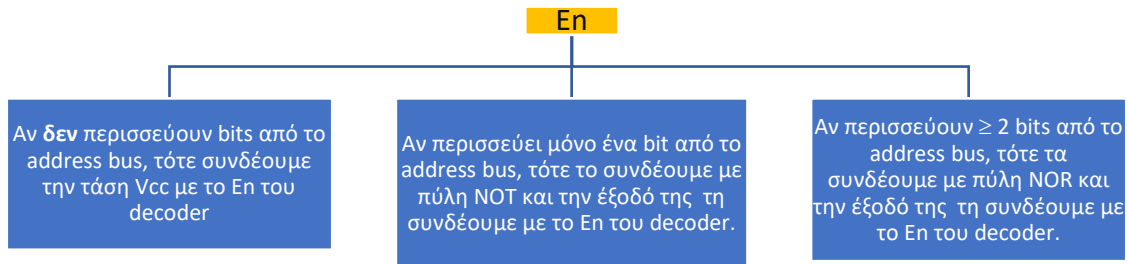 En
Αν δεν περισσεύουν bits από το
address bus, τότε συνδέουμε
την τάση Vcc με το En του
decoder
Αν περισσεύει μόνο ένα bit από το
address bus, τότε το συνδέουμε με
πύλη NOT και την έξοδό της τη
συνδέουμε με το En του decoder.
Αν περισσεύουν ≥ 2 bits από το
address bus, τότε τα
συνδέουμε με πύλη NOR και
την έξοδό της τη συνδέουμε με
το En του decoder.